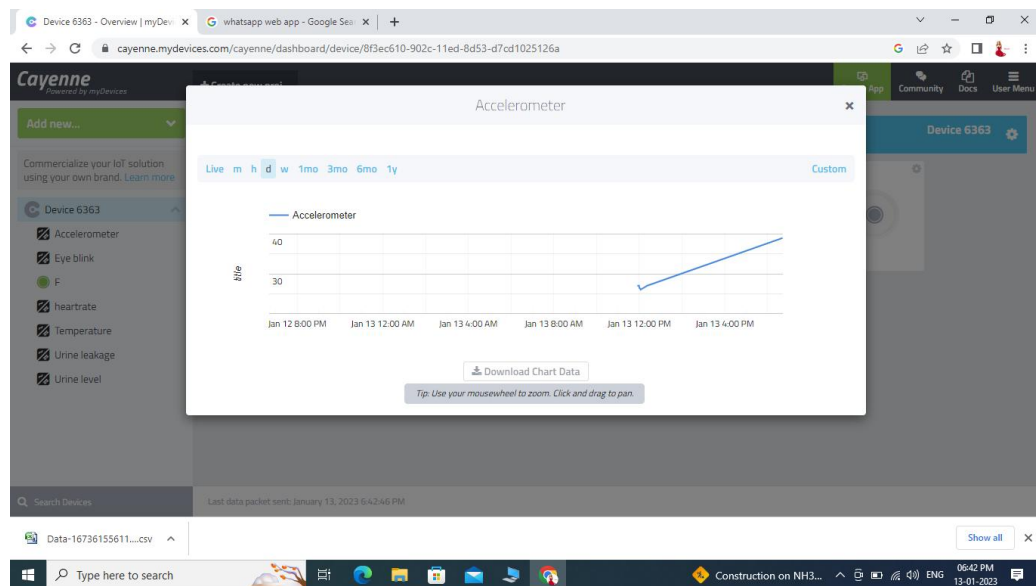 Device 6363 - Overview | myDev
whatsapp web app - Google Sea
cayenne.mydevices.com/cayenne/dashboard/device/8f3ec610-902c-11ed-8d53-d7cd1025126a
Cayenne
Powered by myDevices
+ Create new proj
App
Community
Docs
User Menu
Accelerometer
Add new...
Device 6363
Commercialize your IoT solution
using your own brand. Learn more
Live m h d w 1mo 3mo 6mo 1y
Custom
Device 6363
Accelerometer
Eye blink
F
heartrate
Temperature
Urine leakage
Urine level
Accelerometer
40
30
title
Jan 12 8:00 PM Jan 13 12:00 AM Jan 13 4:00 AM Jan 13 8:00 AM Jan 13 12:00 PM Jan 13 4:00 PM
Download Chart Data
Tip: Use your mousewheel to zoom. Click and drag to pan.
Search Devices
Last data packet sent: January 13, 2023 6:42:46 PM
Data-16736155611....csv
Show all
Type here to search
Construction on NH3...
ENG
06:42 PM
13-01-2023